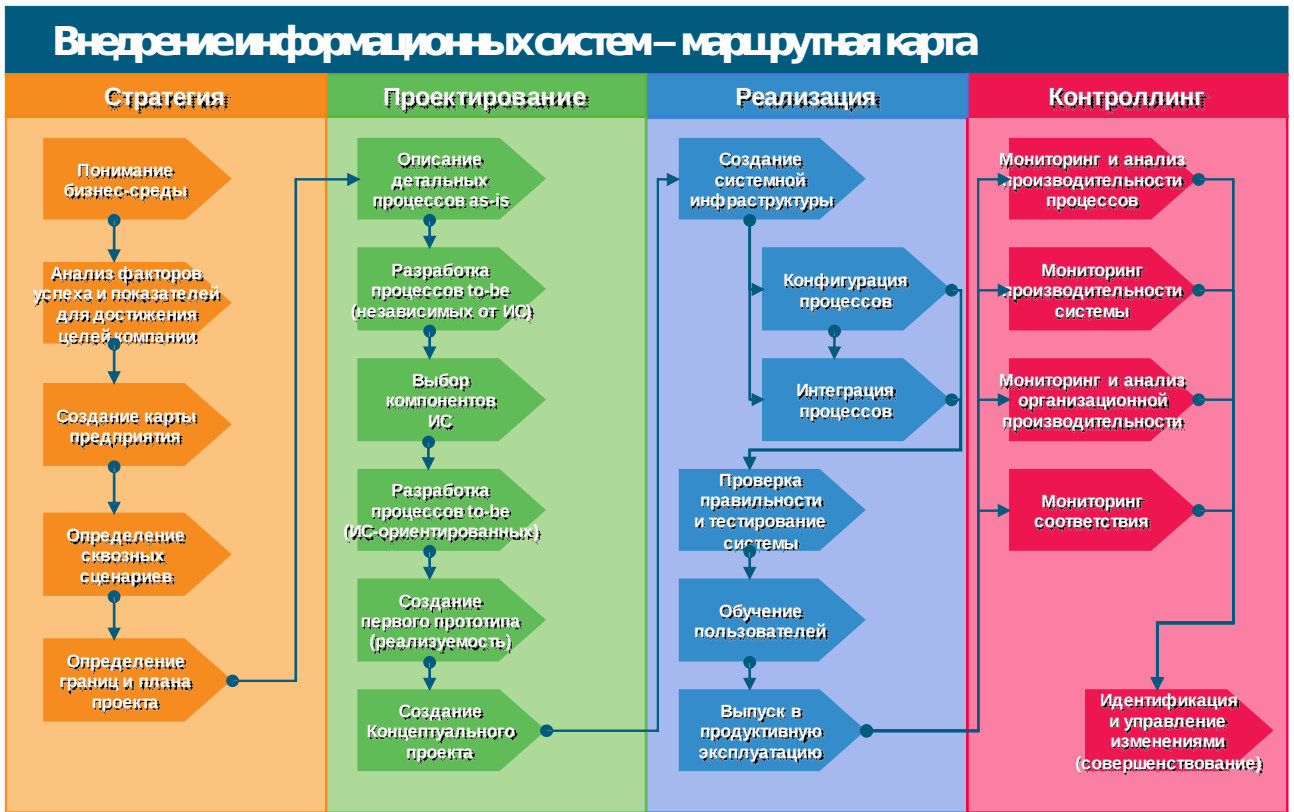 Внедрение информационных систем – маршрутная карта
Стратегия
Проектирование
Реализация
Контроллинг
Понимание
бизнес-среды
Анализ факторов
успеха и показателей
для достижения
целей компании
Создание карты
предприятия
Определение
сквозных
сценариев
Определение
границ и плана
проекта
Описание
детальных
процессов as-is
Разработка
процессов to-be
(независимых от ИС)
Выбор
компонентов
ИС
Разработка
процессов to-be
(ИС-ориентированных)
Создание
первого прототипа
(реализуемость)
Создание
Концептуального
проекта
Создание
системной
инфраструктуры
Конфигурация
процессов
Интеграция
процессов
Проверка
правильности
и тестирование
системы
Обучение
пользователей
Выпуск в
продуктивную
эксплуатацию
Мониторинг и анализ
производительности
процессов
Мониторинг
производительности
системы
Мониторинг и анализ
организационной
производительности
Мониторинг
соответствия
Идентификация
и управление
изменениями
(совершенствование)